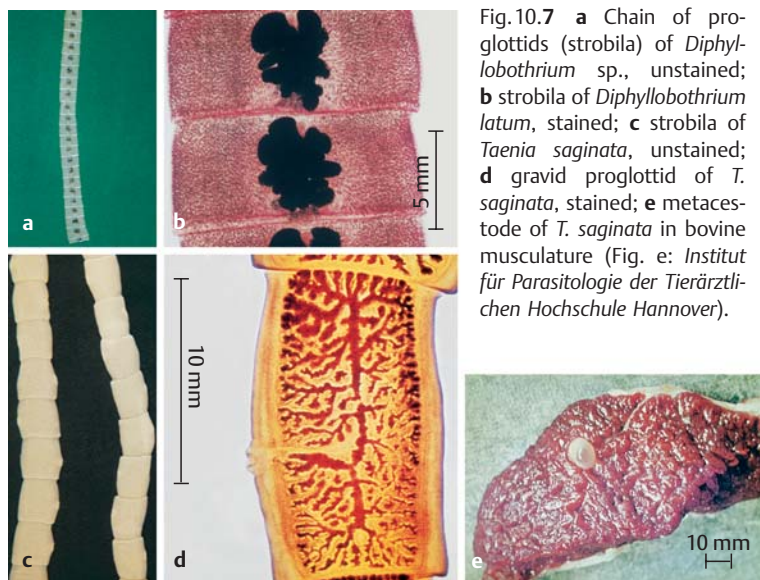 Fig. 10.7 a Chain of pro-
glottids (strobila) of Diphyl-
lobothrium sp., unstained;
b strobila of Diphyllobothrium
latum, stained; c strobila of
Taenia saginata, unstained;
d gravid proglottid of T.
saginata, stained; e metaces-
tode of T. saginata in bovine
musculature (Fig. e: Institut
für Parasitologie der Tierärztli-
chen Hochschule Hannover).
a
b
5 mm
c
10 mm
d
e
10 mm